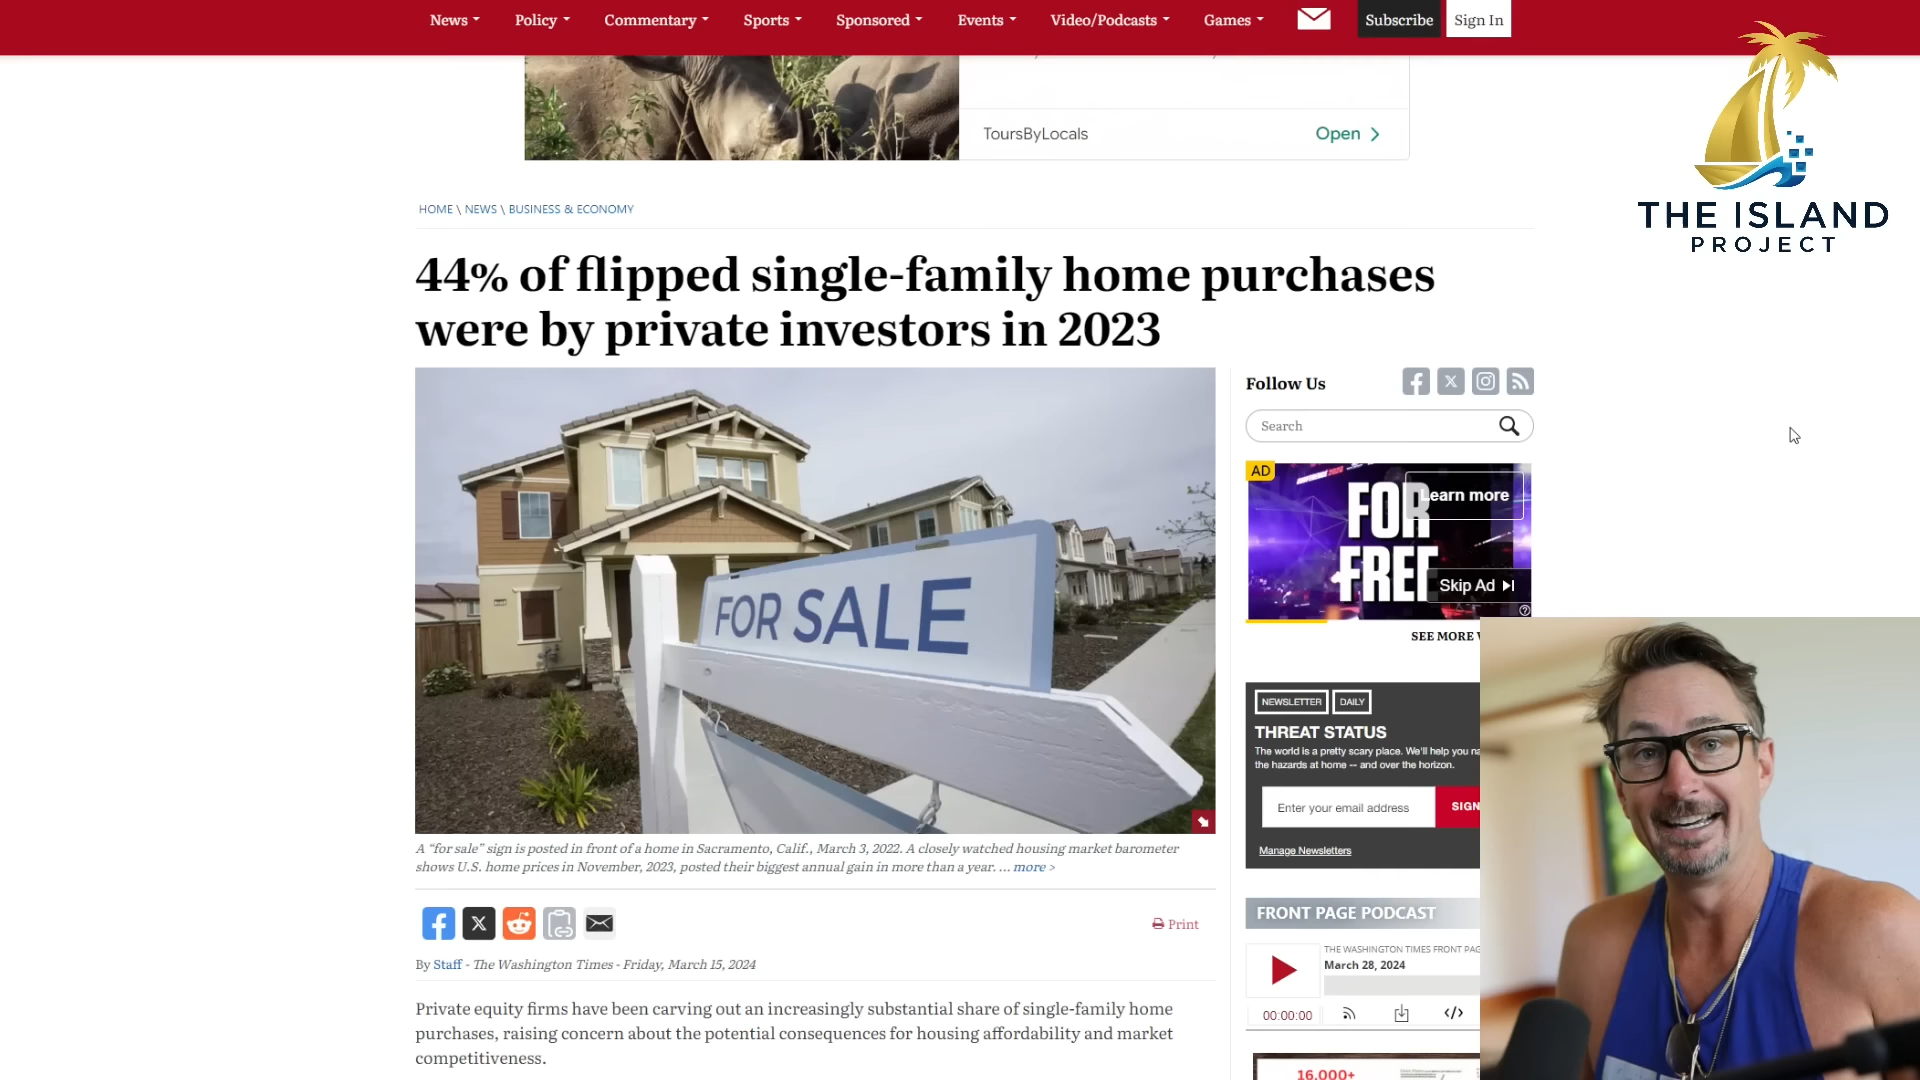 News
Policy
Commentary
Sports
Sponsored
Events
Video/Podcasts
Games
Subscribe
Sign In
ToursByLocals
Open
THE ISLAND
PROJECT
HOME \ NEWS \ BUSINESS & ECONOMY
44% of flipped single-family home purchases
were by private investors in 2023
FOR SALE
A “for sale” sign is posted in front of a home in Sacramento, Calif., March 3, 2022. A closely watched housing market barometer
shows U.S. home prices in November, 2023, posted their biggest annual gain in more than a year. ... more >
Print
By Staff - The Washington Times - Friday, March 15, 2024
Private equity firms have been carving out an increasingly substantial share of single-family home
purchases, raising concern about the potential consequences for housing affordability and market
competitiveness.
Follow Us
Search
AD
FOR
FREE
Learn more
Skip Ad
SEE MORE
NEWSLETTER
DAILY
THREAT STATUS
The world is a pretty scary place. We'll help you
the hazards at home -- and over the horizon.
Enter your email address
SIGN
Manage Newsletters
FRONT PAGE PODCAST
THE WASHINGTON TIMES FRONT
March 28, 2024
00:00:00
16,000+